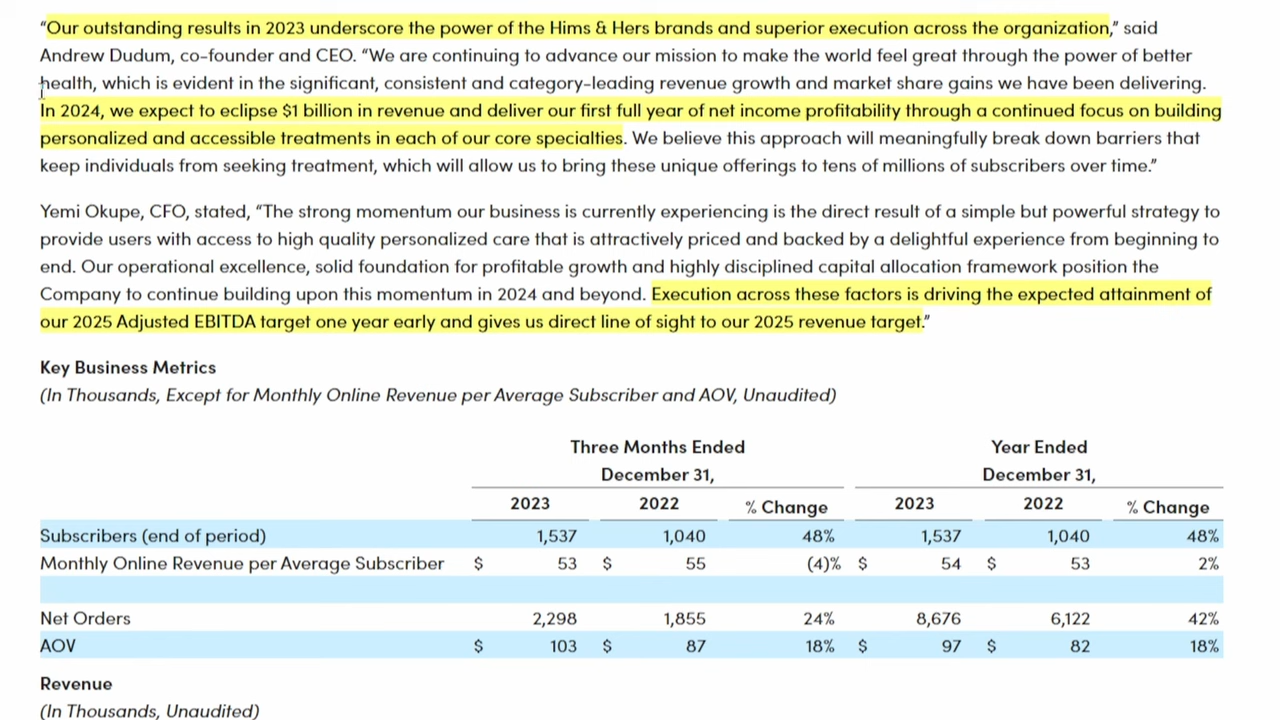 “Our outstanding results in 2023 underscore the power of the Hims & Hers brands and superior execution across the organization,” said
Andrew Dudum, co-founder and CEO. “We are continuing to advance our mission to make the world feel great through the power of better
health, which is evident in the significant, consistent and category-leading revenue growth and market share gains we have been delivering.
In 2024, we expect to eclipse $1 billion in revenue and deliver our first full year of net income profitability through a continued focus on building
personalized and accessible treatments in each of our core specialties. We believe this approach will meaningfully break down barriers that
keep individuals from seeking treatment, which will allow us to bring these unique offerings to tens of millions of subscribers over time.”
Yemi Okupe, CFO, stated, “The strong momentum our business is currently experiencing is the direct result of a simple but powerful strategy to
provide users with access to high quality personalized care that is attractively priced and backed by a delightful experience from beginning to
end. Our operational excellence, solid foundation for profitable growth and highly disciplined capital allocation framework position the
Company to continue building upon this momentum in 2024 and beyond. Execution across these factors is driving the expected attainment of
our 2025 Adjusted EBITDA target one year early and gives us direct line of sight to our 2025 revenue target.”
Key Business Metrics
(In Thousands, Except for Monthly Online Revenue per Average Subscriber and AOV, Unaudited)
Three Months Ended Year Ended
December 31, December 31,
2023 2022 % Change 2023 2022 % Change
Subscribers (end of period) 1,537 1,040 48% 1,537 1,040 48%
Monthly Online Revenue per Average Subscriber $ 53 $ 55 (4)% $ 54 $ 53 2%
Net Orders 2,298 1,855 24% 8,676 6,122 42%
AOV $ 103 $ 87 18% $ 97 $ 82 18%
Revenue
(In Thousands, Unaudited)